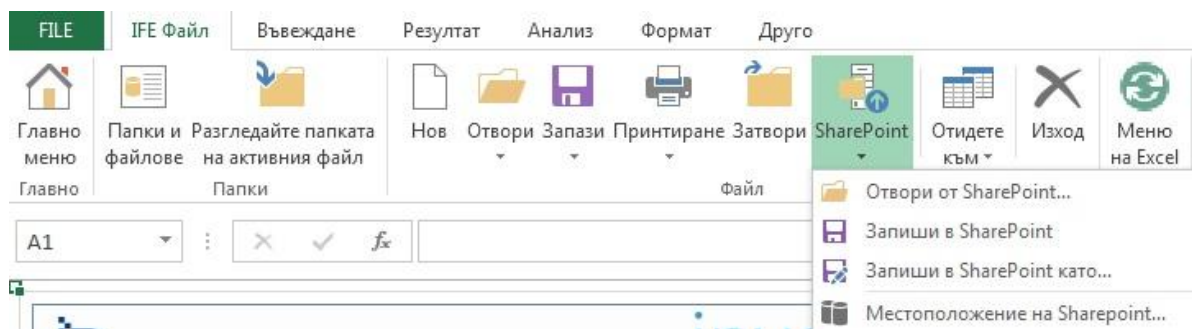 FILE IFE Файл Въвеждане Резултат Анализ Формат Друго
Главно меню
Папки и файлове
Разгледайте папката на активния файл
Нов
Отвори
Запази
Принтиране
Затвори
SharePoint
Отидете към
Изход
Меню на Excel
Главно Папки Файл
Отвори от SharePoint...
Запиши в SharePoint
Запиши в SharePoint като...
Местоположение на Sharepoint...
A1 fx